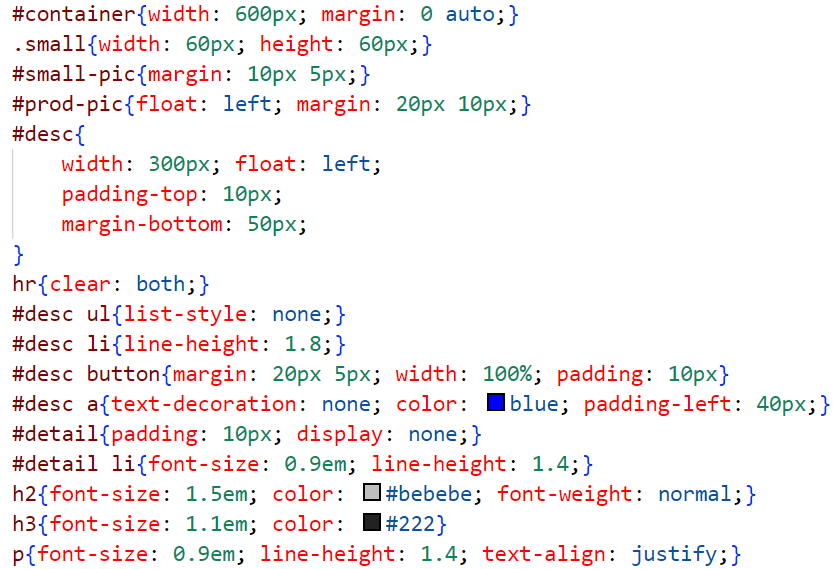 #container{width: 600px; margin: 0 auto;}
.small{width: 60px; height: 60px;}
#small-pic{margin: 10px 5px;}
#prod-pic{float: left; margin: 20px 10px;}
#desc{
    width: 300px; float: left;
    padding-top: 10px;
    margin-bottom: 50px;
}
hr{clear: both;}
#desc ul{list-style: none;}
#desc li{line-height: 1.8;}
#desc button{margin: 20px 5px; width: 100%; padding: 10px}
#desc a{text-decoration: none; color: blue; padding-left: 40px;}
#detail{padding: 10px; display: none;}
#detail li{font-size: 0.9em; line-height: 1.4;}
h2{font-size: 1.5em; color: #bebebe; font-weight: normal;}
h3{font-size: 1.1em; color: #222}
p{font-size: 0.9em; line-height: 1.4; text-align: justify;}